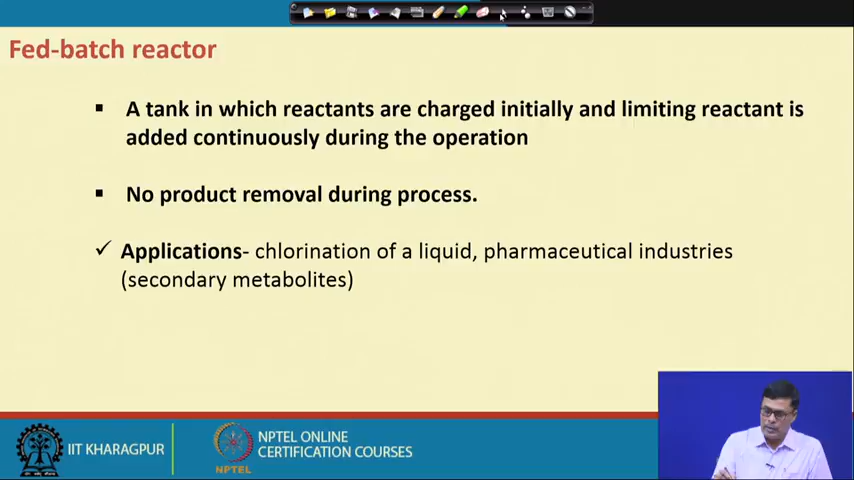 Fed-batch reactor
▪ A tank in which reactants are charged initially and limiting reactant is
added continuously during the operation
▪ No product removal during process.
✓ Applications- chlorination of a liquid, pharmaceutical industries
(secondary metabolites)
IIT KHARAGPUR
NPTEL
NPTEL ONLINE
CERTIFICATION COURSES